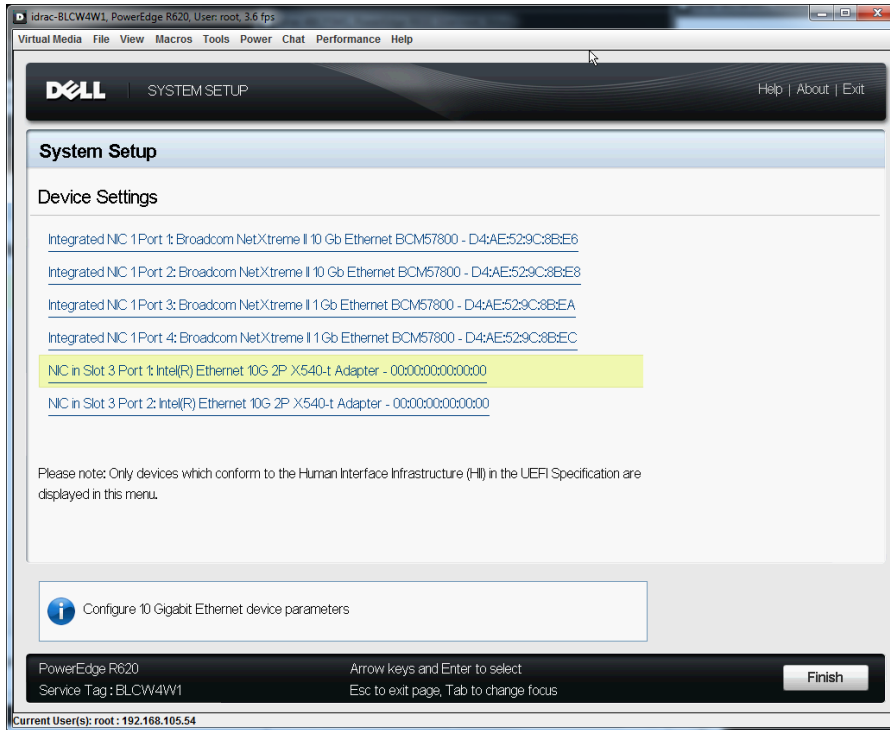 idrac-BLCW4W1, PowerEdge R620, User: root, 3.6 fps
Virtual Media File View Macros Tools Power Chat Performance Help
DELL SYSTEM SETUP Help | About | Exit
System Setup
Device Settings
Integrated NIC 1 Port 1: Broadcom NetXtreme II 10 Gb Ethernet BCM57800 - D4:AE:52:9C:8B:E6
Integrated NIC 1 Port 2: Broadcom NetXtreme II 10 Gb Ethernet BCM57800 - D4:AE:52:9C:8B:E8
Integrated NIC 1 Port 3: Broadcom NetXtreme II 1 Gb Ethernet BCM57800 - D4:AE:52:9C:8B:EA
Integrated NIC 1 Port 4: Broadcom NetXtreme II 1 Gb Ethernet BCM57800 - D4:AE:52:9C:8B:EC
NIC in Slot 3 Port 1: Intel(R) Ethernet 10G 2P X540-t Adapter - 00:00:00:00:00:00
NIC in Slot 3 Port 2: Intel(R) Ethernet 10G 2P X540-t Adapter - 00:00:00:00:00:00
Please note: Only devices which conform to the Human Interface Infrastructure (HII) in the UEFI Specification are
displayed in this menu.
Configure 10 Gigabit Ethernet device parameters
PowerEdge R620 Arrow keys and Enter to select
Service Tag : BLCW4W1 Esc to exit page, Tab to change focus
Finish
Current User(s): root : 192.168.105.54